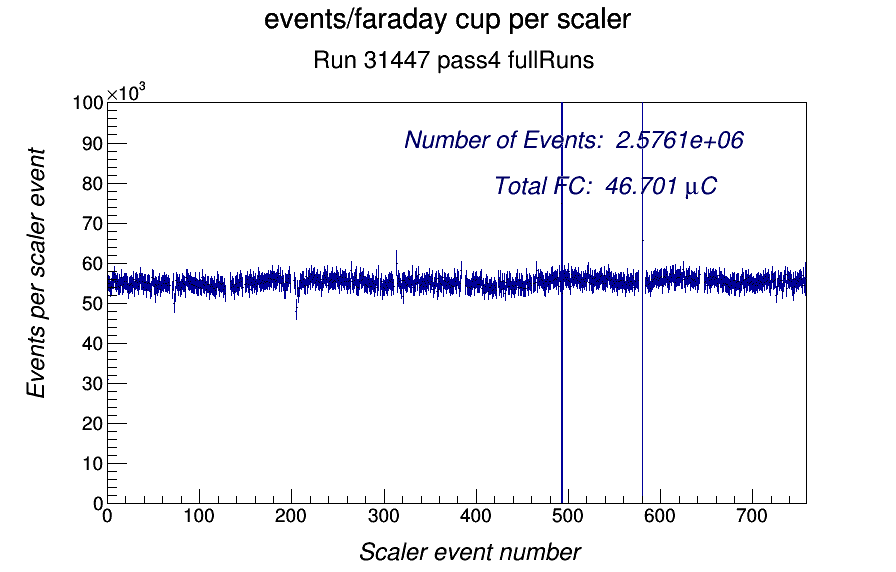 events/faraday cup per scaler
Run 31447 pass4 fullRuns
×10³
100
90
80
70
60
50
40
30
20
10
0
Number of Events: 2.5761e+06
Total FC: 46.701 μC
Events per scaler event
0 100 200 300 400 500 600 700
Scaler event number